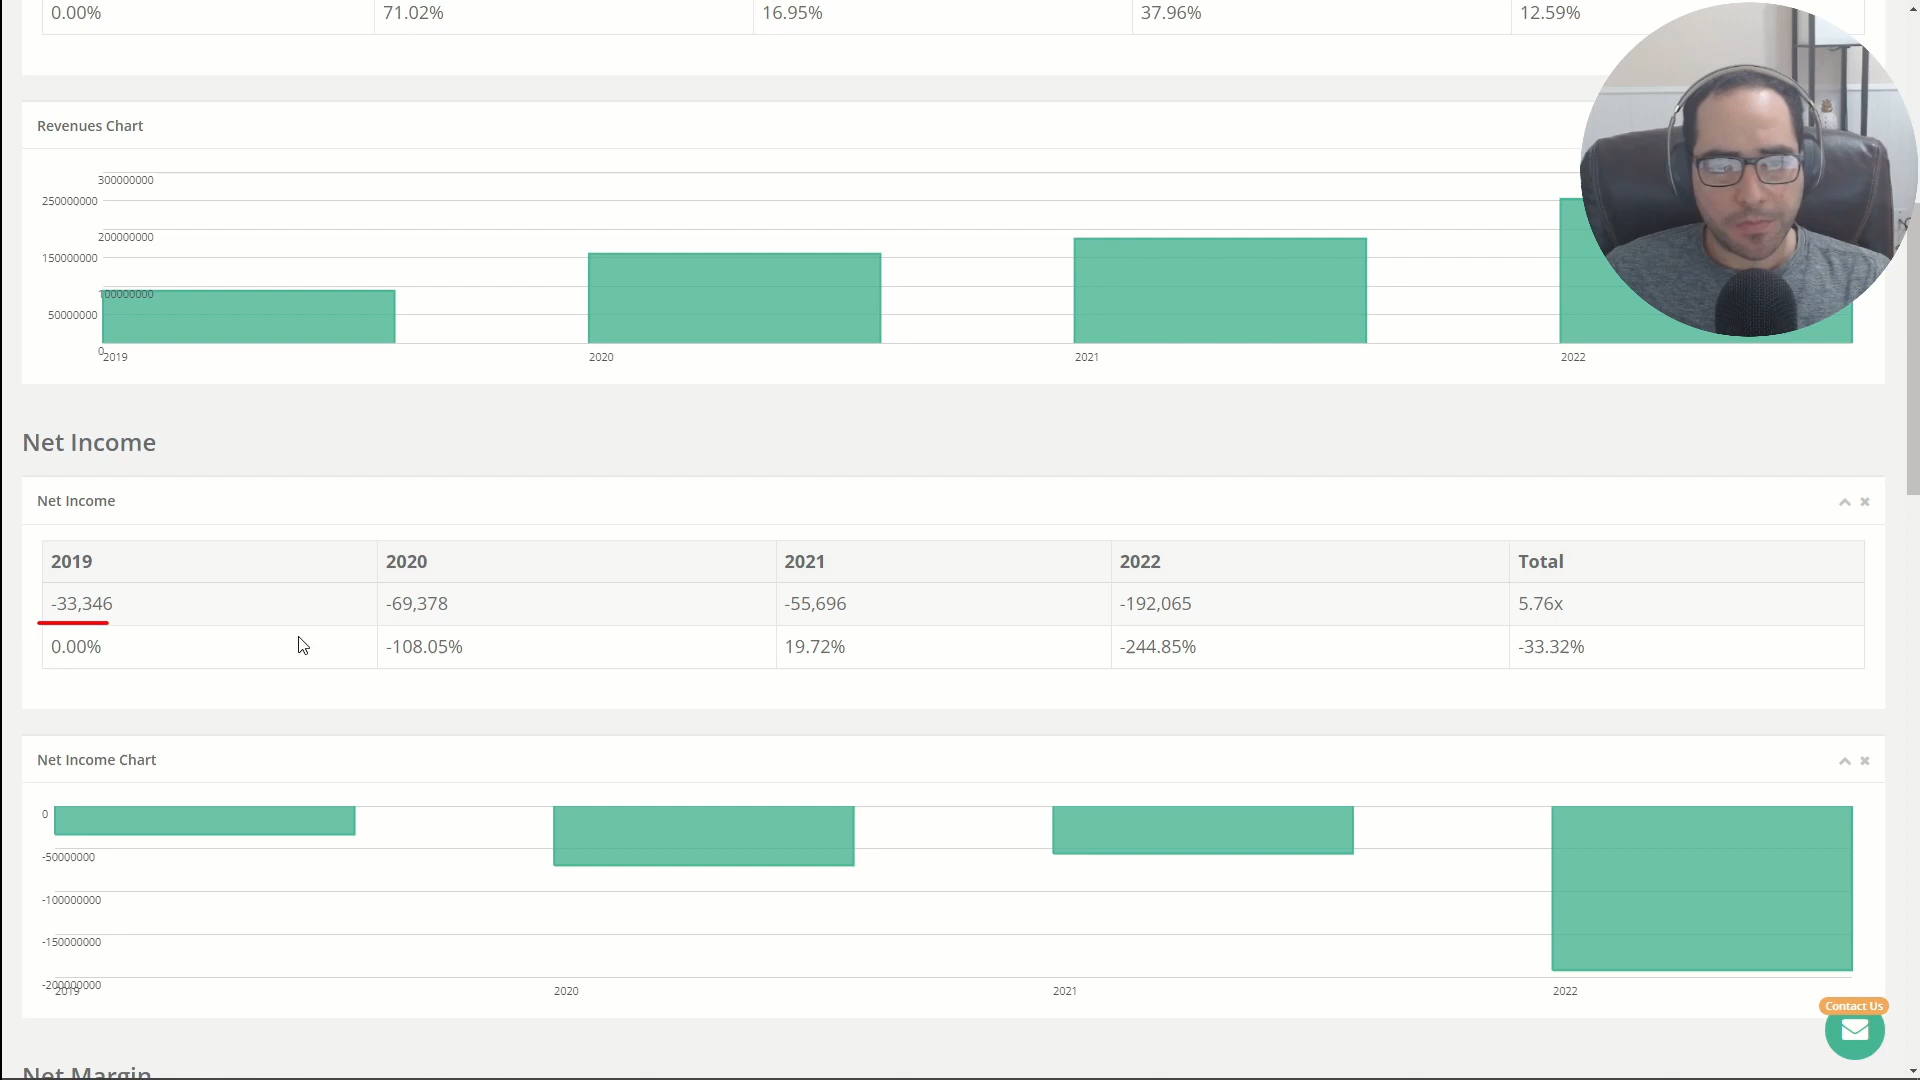 0.00% 71.02% 16.95% 37.96% 12.59%
Revenues Chart
300000000
250000000
200000000
150000000
100000000
50000000
0
2019 2020 2021 2022
Net Income
Net Income
2019 2020 2021 2022 Total
-33,346 -69,378 -55,696 -192,065 5.76x
0.00% -108.05% 19.72% -244.85% -33.32%
Net Income Chart
0
-50000000
-100000000
-150000000
-200000000
2019 2020 2021 2022
Contact Us
Net Margin